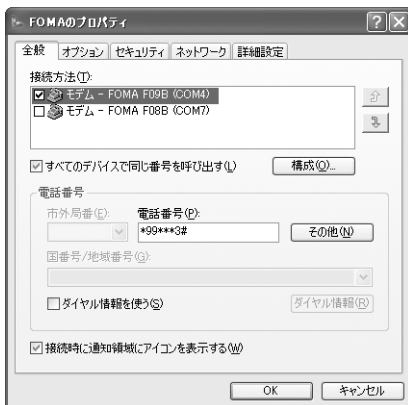 FOMAのプロパティ
全般 オプション セキュリティ ネットワーク 詳細設定
接続方法(T):
モデム - FOMA F09B (COM4)
モデム - FOMA F08B (COM7)
すべてのデバイスで同じ番号を呼び出す(L) 構成(O)...
電話番号
市外局番(E): 電話番号(P):
*99***3# その他(N)
国番号/地域番号(G):
ダイヤル情報を使う(S) ダイヤル情報(R)
接続時に通知領域にアイコンを表示する(W)
OK キャンセル